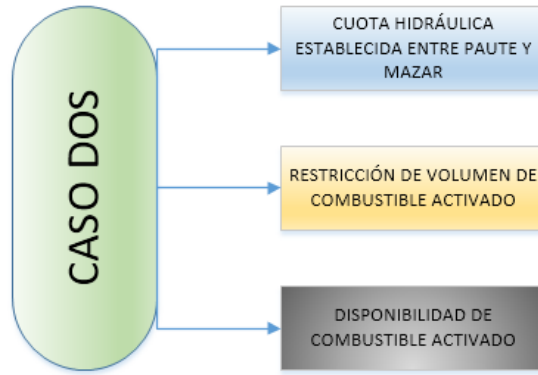 CASO DOS
CUOTA HIDRÁULICA
ESTABLECIDA ENTRE PAUTE Y
MAZAR
RESTRICCIÓN DE VOLUMEN DE
COMBUSTIBLE ACTIVADO
DISPONIBILIDAD DE
COMBUSTIBLE ACTIVADO